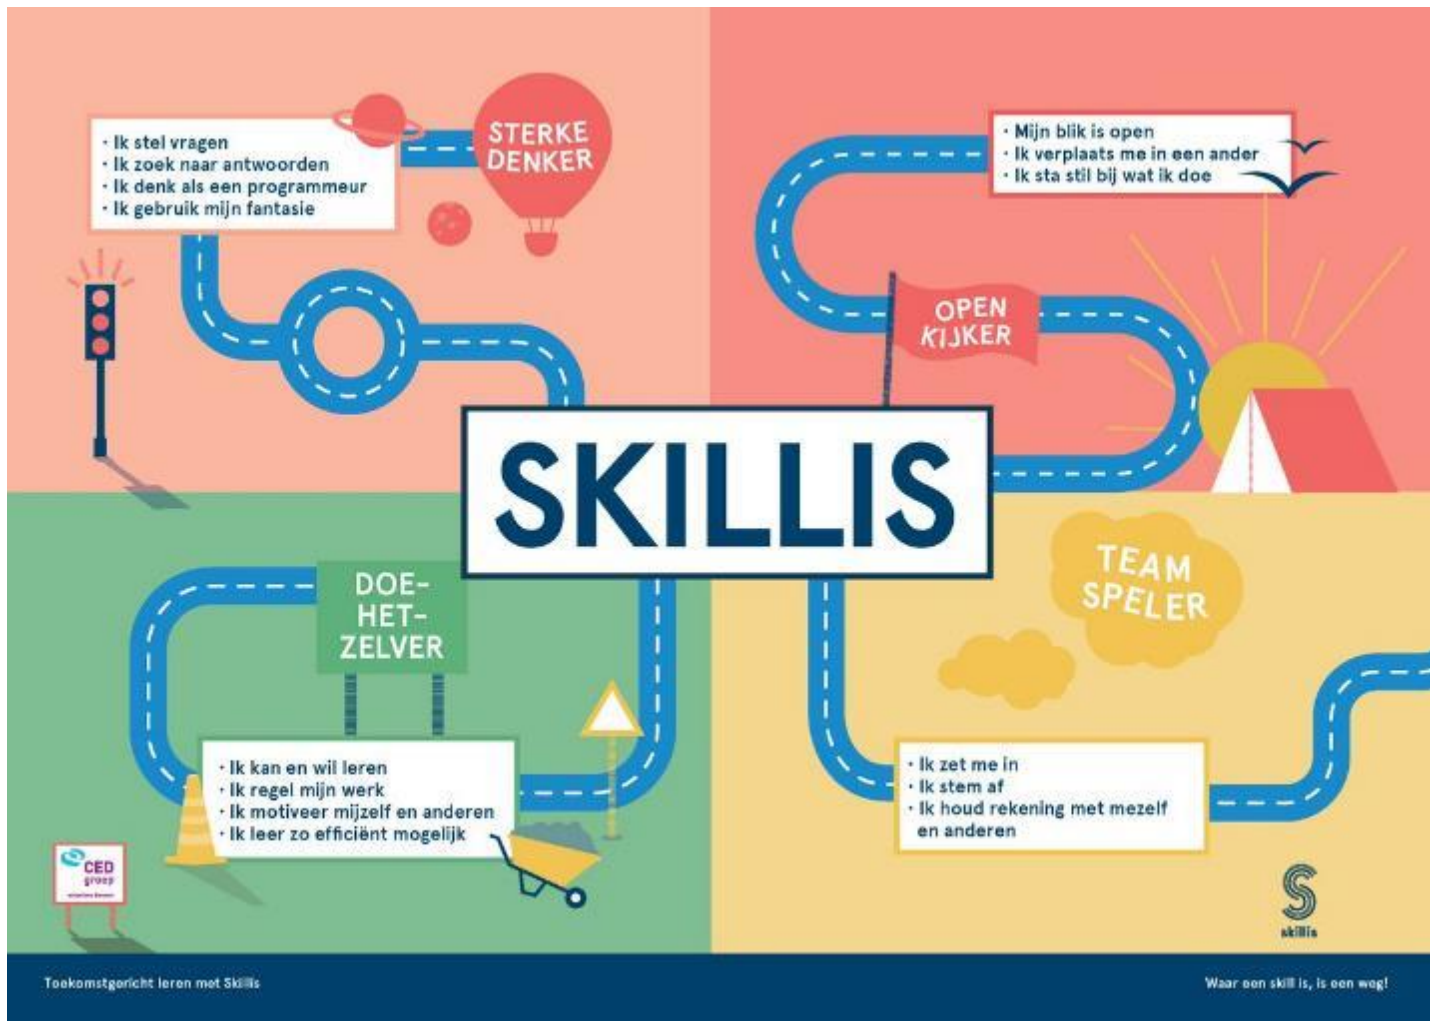 STERKE
DENKER
· Ik stel vragen
· Ik zoek naar antwoorden
· Ik denk als een programmeur
· Ik gebruik mijn fantasie
· Mijn blik is open
· Ik verplaats me in een ander
· Ik sta stil bij wat ik doe
OPEN
KIJKER
SKILLIS
DOE-
HET-
ZELVER
· Ik kan en wil leren
· Ik regel mijn werk
· Ik motiveer mijzelf en anderen
· Ik leer zo efficiënt mogelijk
TEAM
SPELER
· Ik zet me in
· Ik stem af
· Ik houd rekening met mezelf
en anderen
CED
groep
skillis
Toekomstgericht leren met Skillis
Waar een skill is, is een weg!